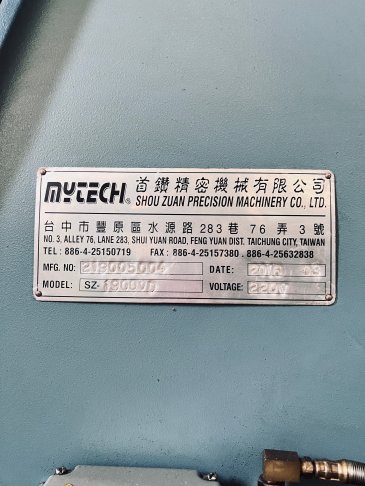 MYTECH® 首鑽精密機械有限公司
SHOU ZUAN PRECISION MACHINERY CO., LTD.
台中市豐原區水源路283巷 76 弄 3 號
NO. 3, ALLEY 76, LANE 283, SHUI YUAN ROAD, FENG YUAN DIST. TAICHUNG CITY, TAIWAN
TEL : 886-4-25150719 FAX : 886-4-25157380 . 886-4-25632838
MFG. NO: DATE:
MODEL: SZ- VOLTAGE: 220V